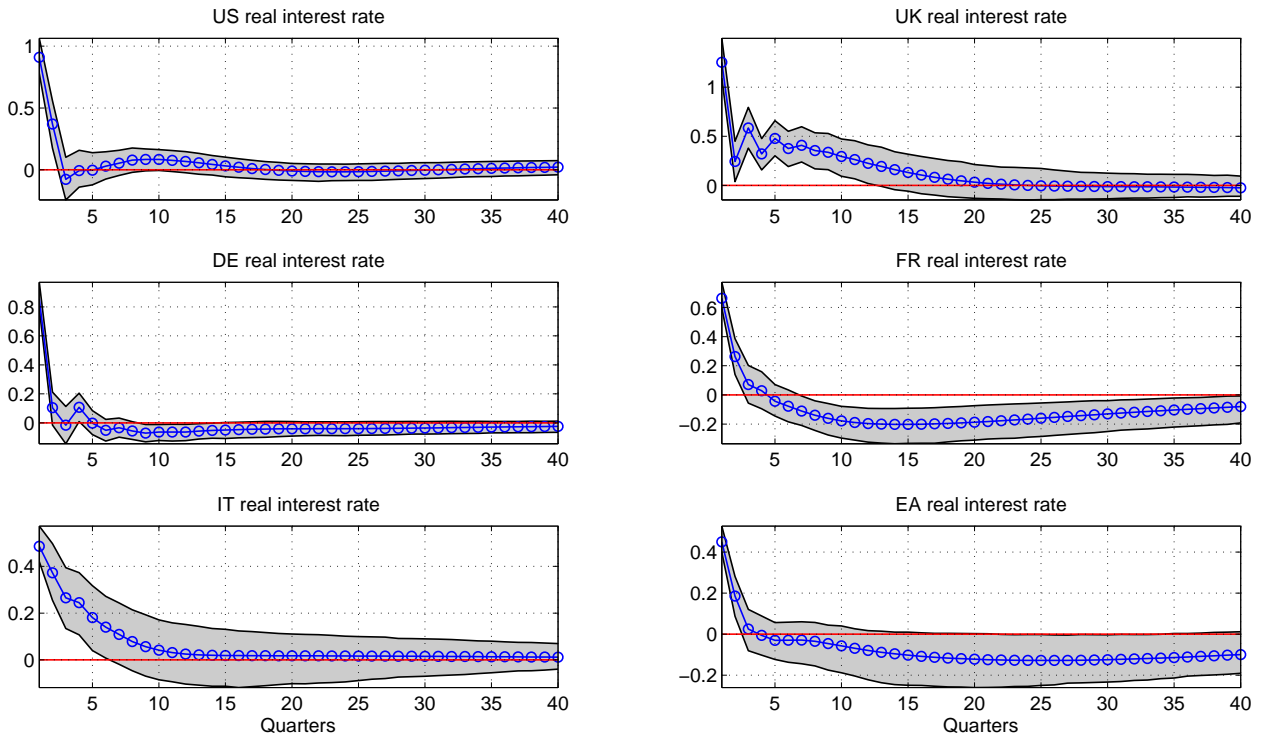 US real interest rate
1
0.5
0
5 10 15 20 25 30 35 40
UK real interest rate
1
0.5
0
5 10 15 20 25 30 35 40
DE real interest rate
0.8
0.6
0.4
0.2
0
5 10 15 20 25 30 35 40
FR real interest rate
0.6
0.4
0.2
0
−0.2
5 10 15 20 25 30 35 40
IT real interest rate
0.4
0.2
0
5 10 15 20 25 30 35 40
Quarters
EA real interest rate
0.4
0.2
0
−0.2
5 10 15 20 25 30 35 40
Quarters